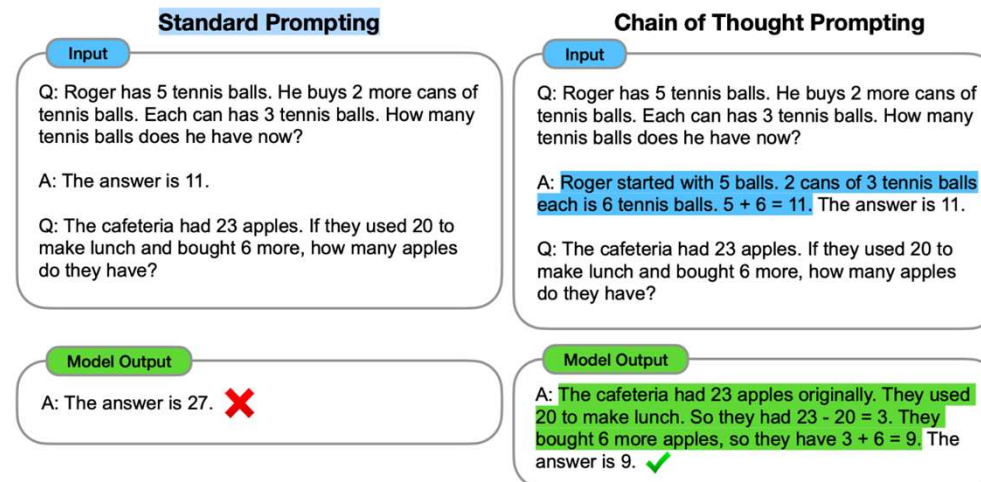 Standard Prompting
Input
Q: Roger has 5 tennis balls. He buys 2 more cans of
tennis balls. Each can has 3 tennis balls. How many
tennis balls does he have now?
A: The answer is 11.
Q: The cafeteria had 23 apples. If they used 20 to
make lunch and bought 6 more, how many apples
do they have?
Model Output
A: The answer is 27.
Chain of Thought Prompting
Input
Q: Roger has 5 tennis balls. He buys 2 more cans of
tennis balls. Each can has 3 tennis balls. How many
tennis balls does he have now?
A: Roger started with 5 balls. 2 cans of 3 tennis balls
each is 6 tennis balls. 5 + 6 = 11. The answer is 11.
Q: The cafeteria had 23 apples. If they used 20 to
make lunch and bought 6 more, how many apples
do they have?
Model Output
A: The cafeteria had 23 apples originally. They used
20 to make lunch. So they had 23 - 20 = 3. They
bought 6 more apples, so they have 3 + 6 = 9. The
answer is 9.